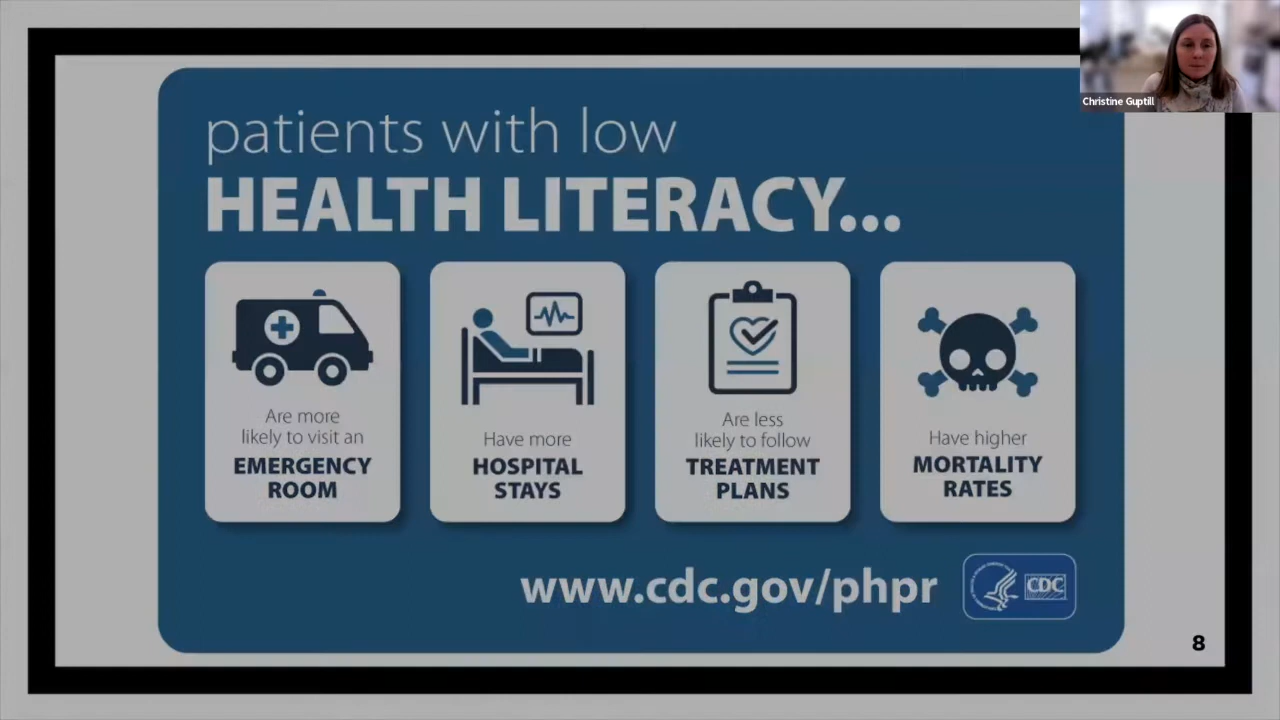 Christine Guptill
patients with low
HEALTH LITERACY...
Are more
likely to visit an
EMERGENCY
ROOM
Have more
HOSPITAL
STAYS
Are less
likely to follow
TREATMENT
PLANS
Have higher
MORTALITY
RATES
www.cdc.gov/phpr
CDC
8